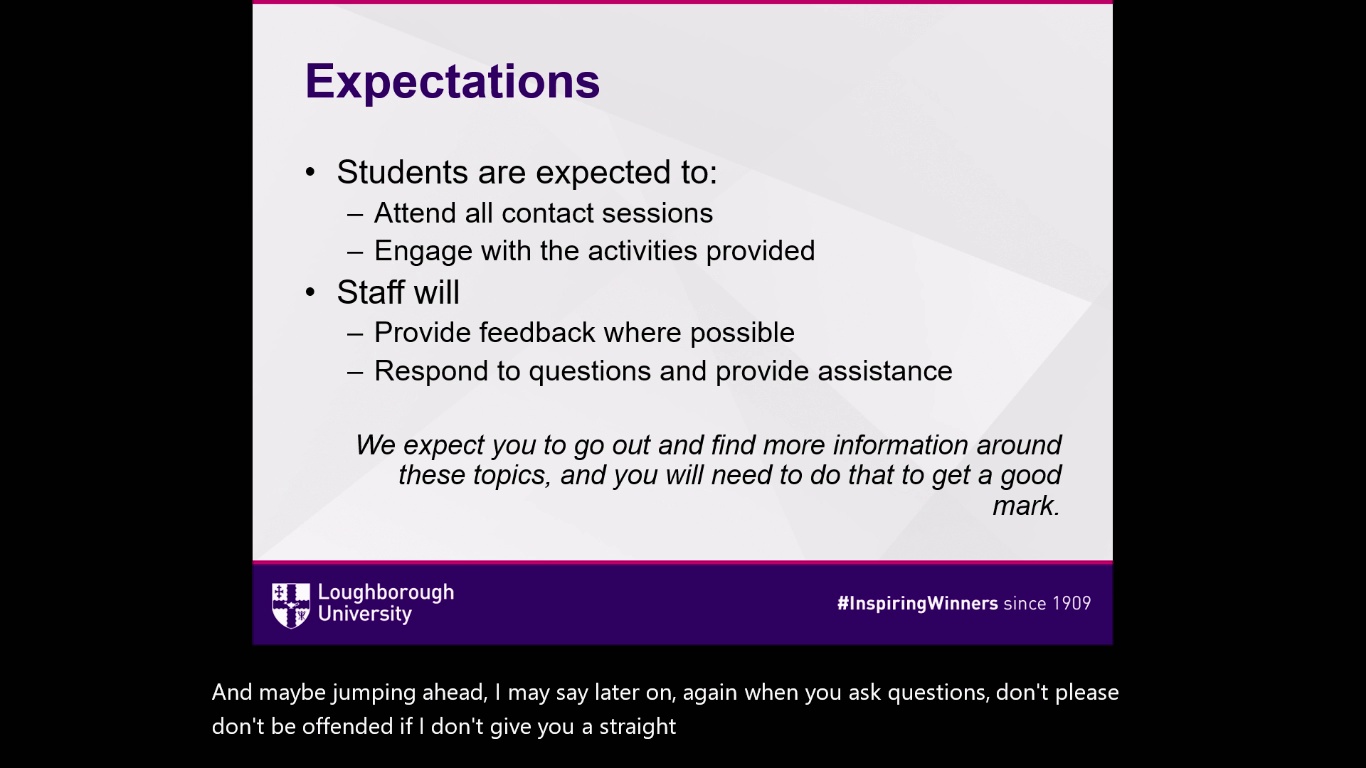 Expectations
• Students are expected to:
– Attend all contact sessions
– Engage with the activities provided
• Staff will
– Provide feedback where possible
– Respond to questions and provide assistance
We expect you to go out and find more information around
these topics, and you will need to do that to get a good
mark.
Loughborough
University
#InspiringWinners since 1909
And maybe jumping ahead, I may say later on, again when you ask questions, don't please
don't be offended if I don't give you a straight